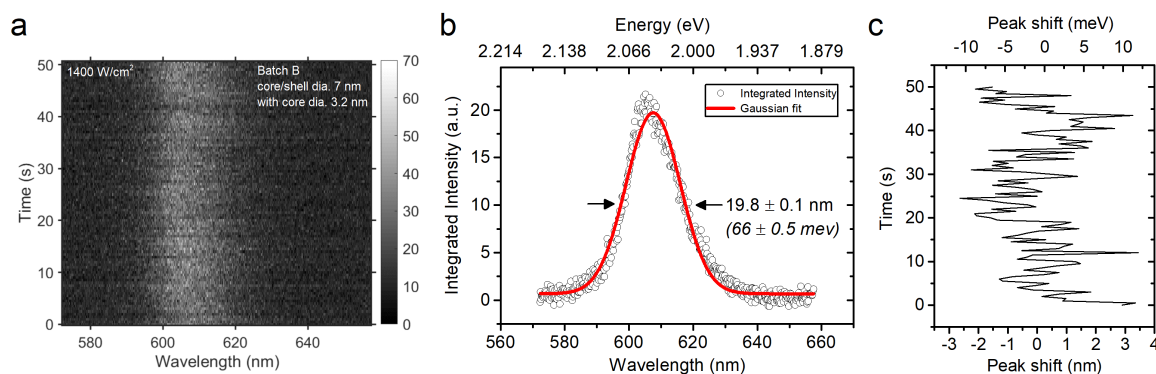 a
1400 W/cm²
Batch B
core/shell dia. 7 nm
with core dia. 3.2 nm
50
40
30
20
10
0
Time (s)
580 600 620 640
Wavelength (nm)
70
60
50
40
30
20
10
0
b
Energy (eV)
2.214 2.138 2.066 2.000 1.937 1.879
Integrated Intensity
Gaussian fit
19.8 ± 0.1 nm
(66 ± 0.5 mev)
20
15
10
5
0
Integrated Intensity (a.u.)
560 580 600 620 640 660
Wavelength (nm)
c
Peak shift (meV)
-10 -5 0 5 10
50
40
30
20
10
0
Time (s)
-3 -2 -1 0 1 2 3 4
Peak shift (nm)